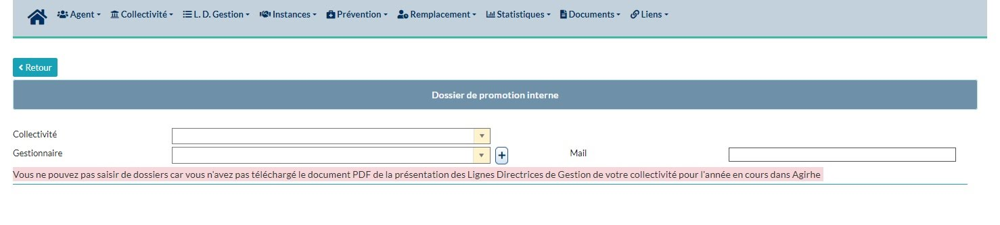 Agent Collectivité L. D. Gestion Instances Prévention Remplacement Statistiques Documents Liens
Retour
Dossier de promotion interne
Collectivité
Gestionnaire Mail
Vous ne pouvez pas saisir de dossiers car vous n'avez pas téléchargé le document PDF de la présentation des Lignes Directrices de Gestion de votre collectivité pour l'année en cours dans Agirhe